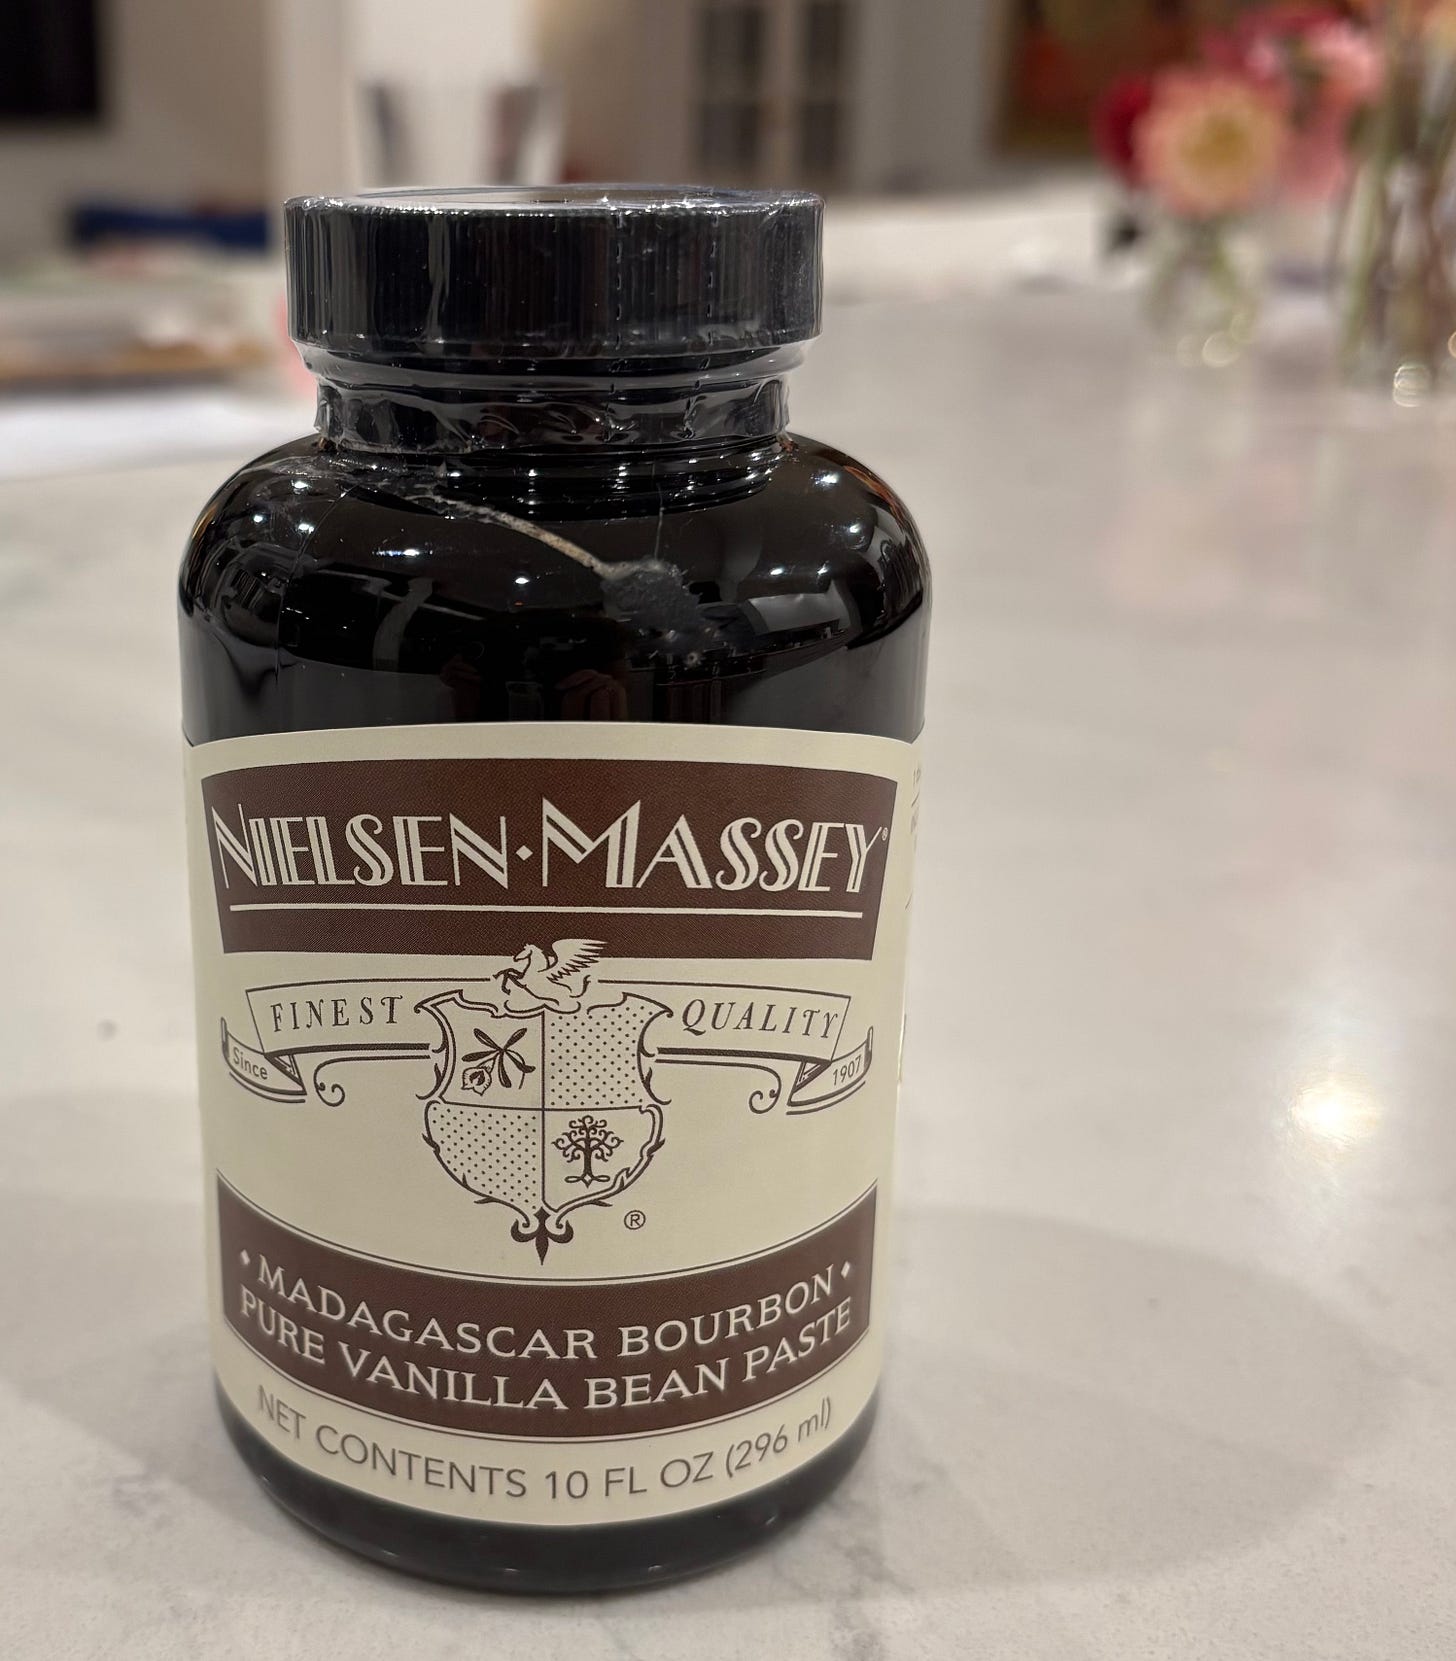 NIELSEN·MASSEY®
FINEST QUALITY
Since 1907
®
• MADAGASCAR BOURBON •
PURE VANILLA BEAN PASTE
NET CONTENTS 10 FL OZ (296 ml)